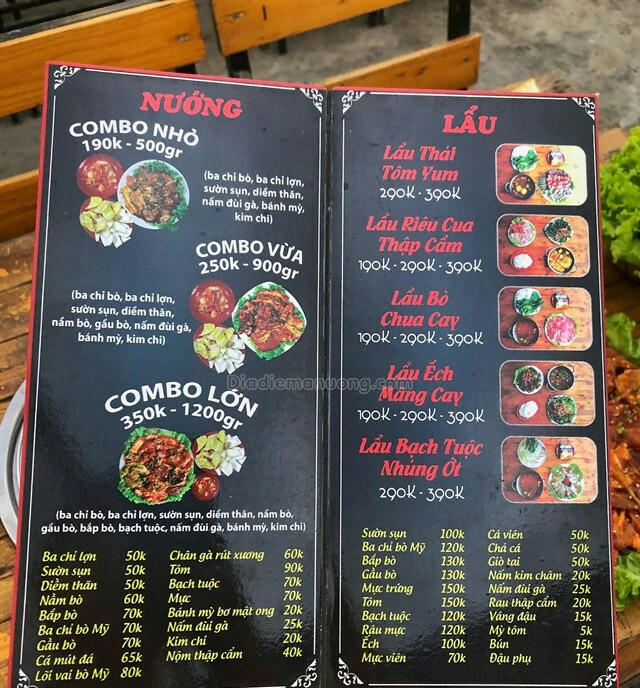 NƯỚNG
COMBO NHỎ
190k - 500gr
(ba chỉ bò, ba chỉ lợn,
sườn sụn, diềm thăn,
nấm đùi gà, bánh mỳ,
kim chi)
COMBO VỪA
250k - 900gr
(ba chỉ bò, ba chỉ lợn,
sườn sụn, diềm thăn,
nầm bò, gầu bò, nấm đùi gà,
bánh mỳ, kim chi)
COMBO LỚN
350k - 1200gr
(ba chỉ bò, ba chỉ lợn, sườn sụn, diềm thăn, nầm bò,
gầu bò, bắp bò, bạch tuộc, nấm đùi gà, bánh mỳ, kim chi)
Ba chỉ lợn 50k
Sườn sụn 50k
Diềm thăn 50k
Nầm bò 60k
Bắp bò 70k
Ba chỉ bò Mỹ 70k
Gầu bò 70k
Cá mút đá 65k
Lõi vai bò Mỹ 80k
Chân gà rút xương 60k
Tôm 90k
Bạch tuộc 70k
Mực 70k
Bánh mỳ bơ mật ong 20k
Nấm đùi gà 25k
Kim chi 20k
Nộm thập cẩm 40k
LẨU
Lẩu Thái
Tôm Yum
290K - 390K
Lẩu Riêu Cua
Thập Cẩm
190K - 290K - 390K
Lẩu Bò
Chua Cay
190K - 290K - 390K
Lẩu Ếch
Măng Cay
190K - 290K - 390K
Lẩu Bạch Tuộc
Nhúng Ớt
290K - 390K
Sườn sụn 100k
Ba chỉ bò Mỹ 120k
Bắp bò 130k
Gầu bò 130k
Mực trứng 150k
Tôm 150k
Bạch tuộc 120k
Râu mực 120k
Ếch 100k
Mực viên 70k
Cá viên 50k
Chả cá 50k
Giò tai 50k
Nấm kim châm 20k
Nấm đùi gà 25k
Rau thập cẩm 20k
Váng đậu 15k
Mỳ tôm 5k
Bún 15k
Đậu phụ 15k
Diadiemanuong.com